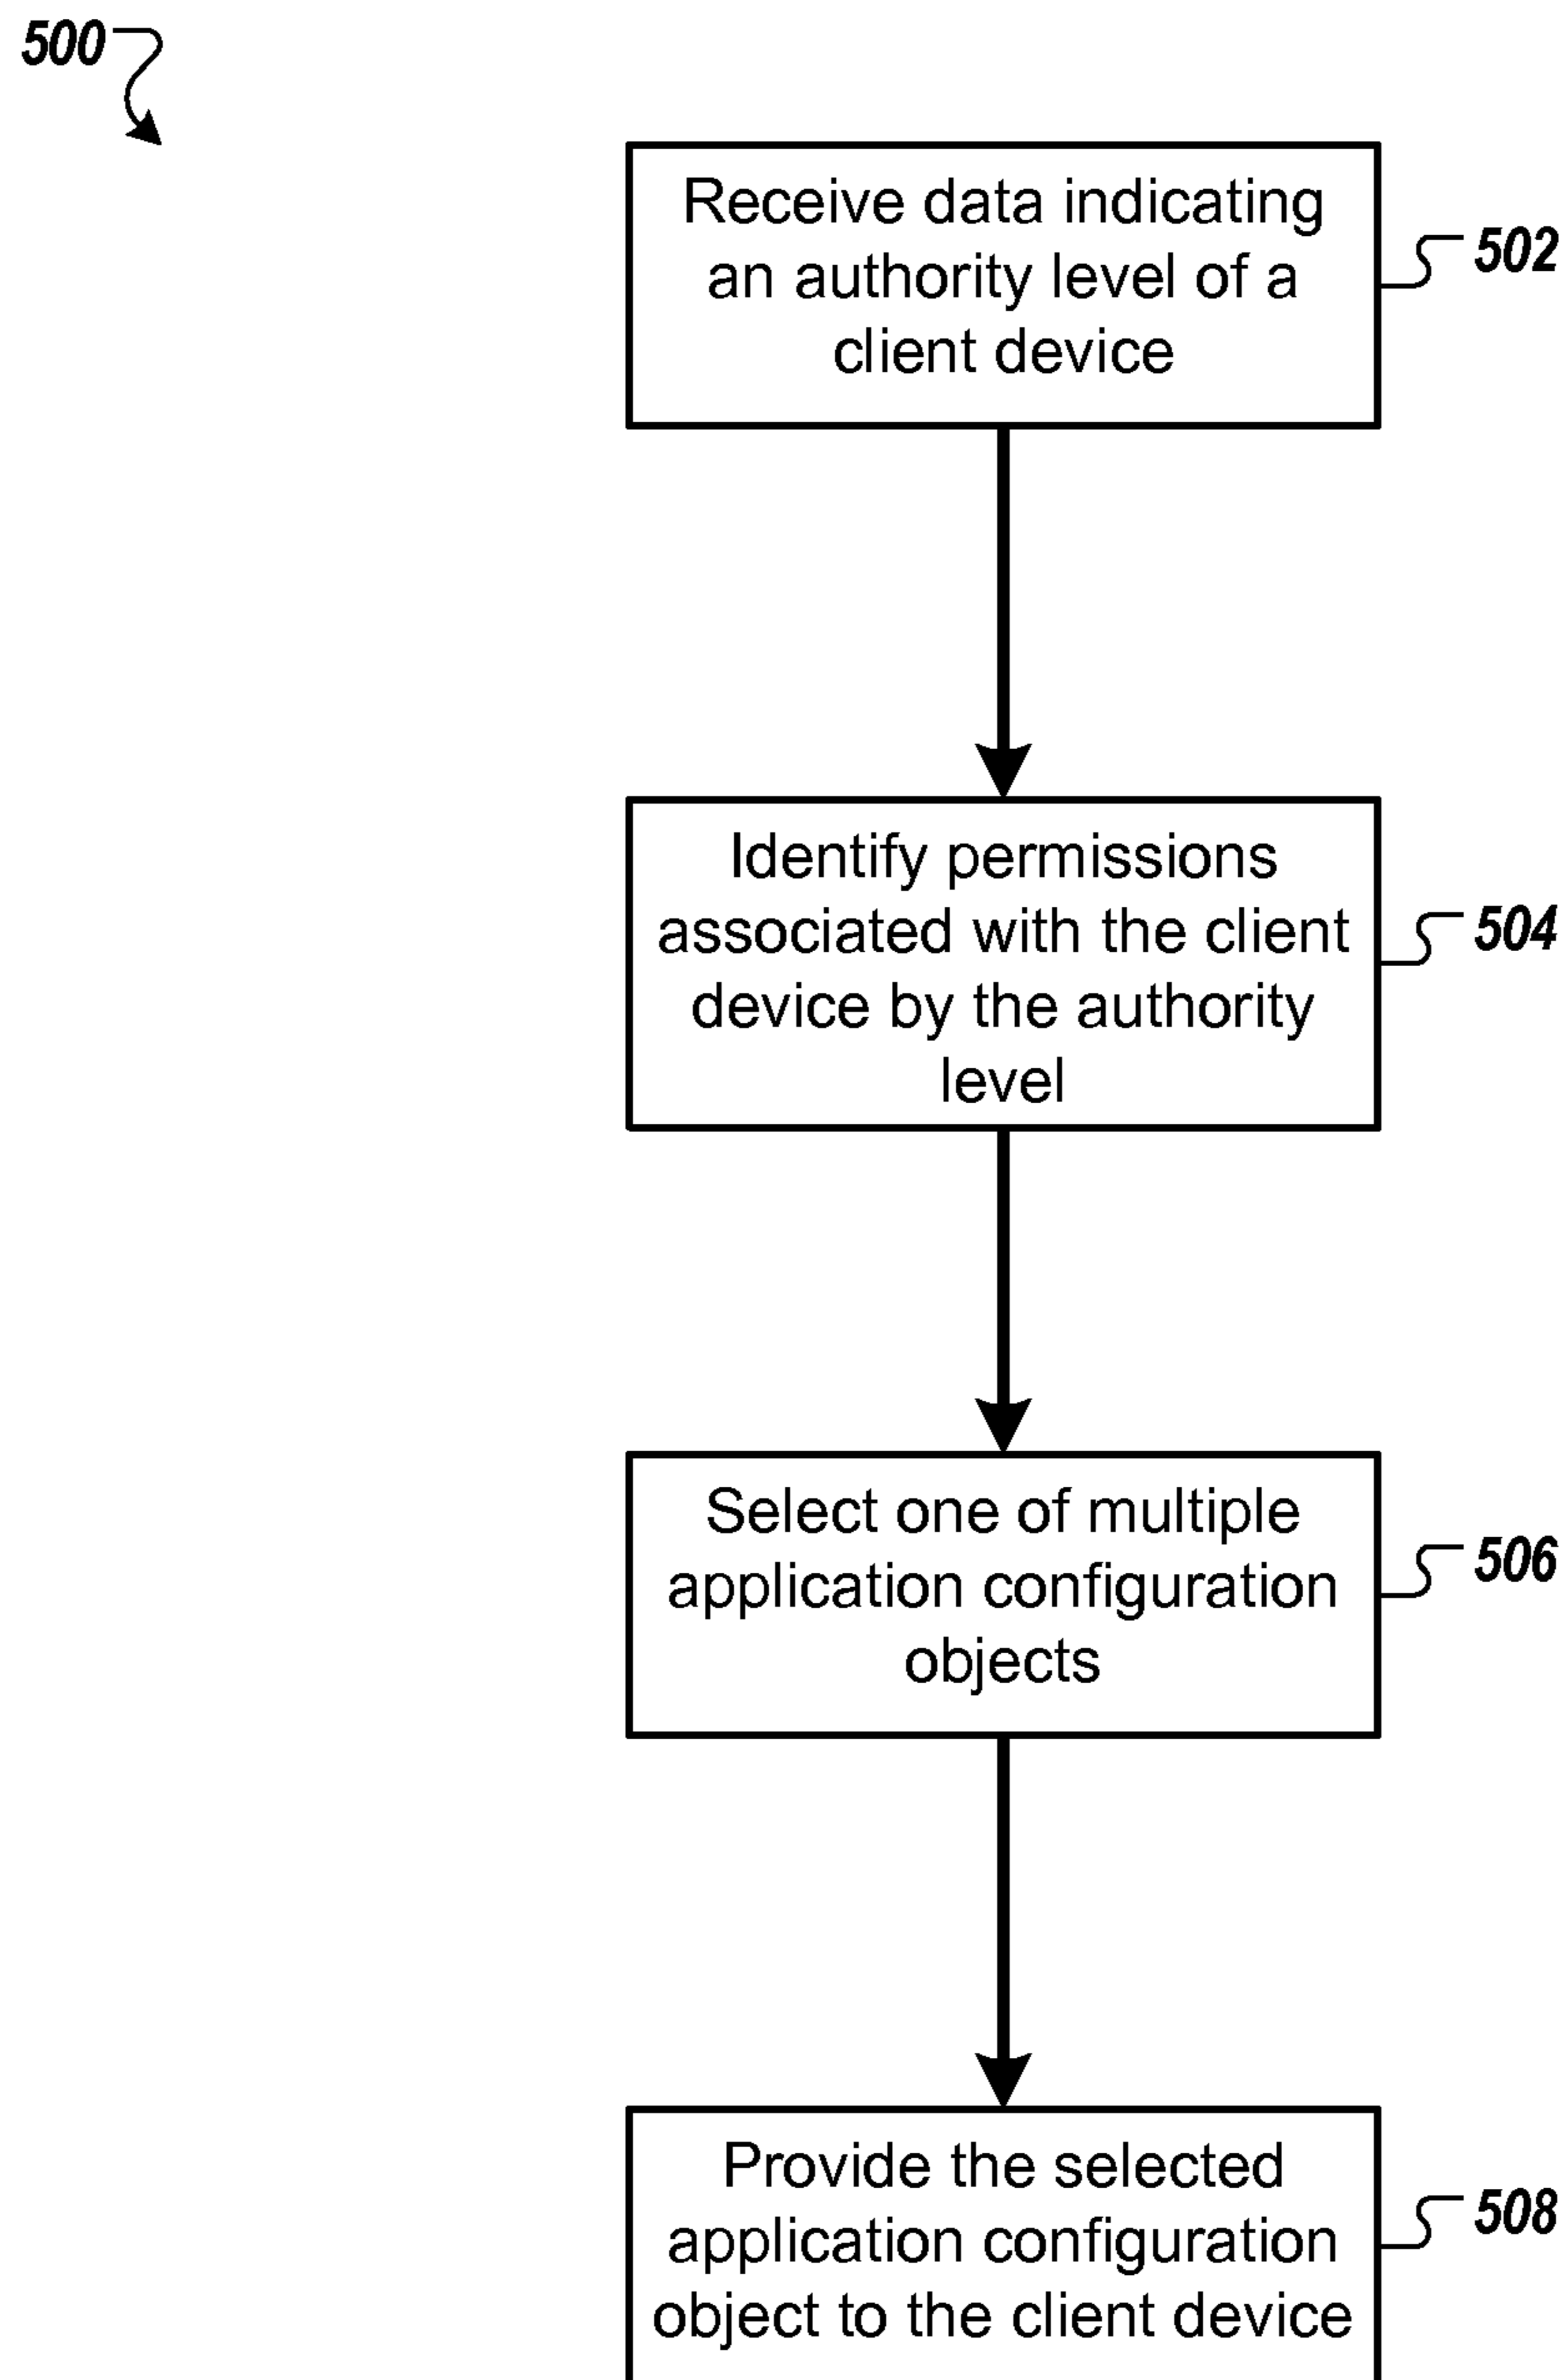 500
Receive data indicating
an authority level of a
client device
502
Identify permissions
associated with the client
device by the authority
level
504
Select one of multiple
application configuration
objects
506
Provide the selected
application configuration
object to the client device
508